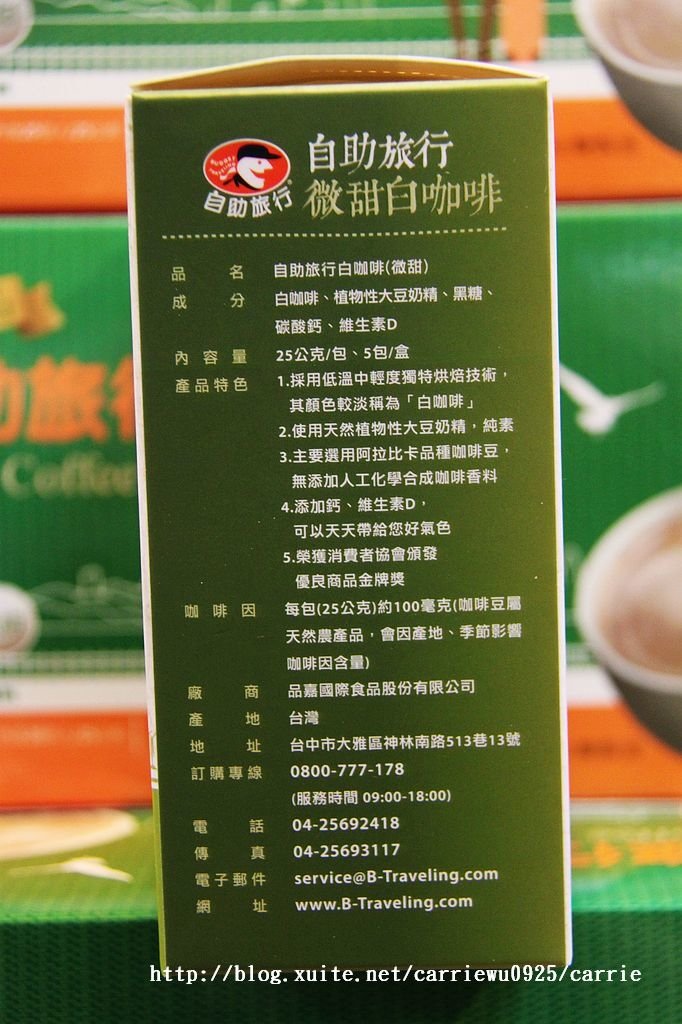 BUDGET
TRAVELING
自助旅行®
自助旅行
微甜白咖啡
品名 自助旅行白咖啡(微甜)
成分 白咖啡、植物性大豆奶精、黑糖、
碳酸鈣、維生素D
內容量 25公克/包、5包/盒
產品特色 1.採用低溫中輕度獨特烘焙技術，
其顏色較淡稱為「白咖啡」
2.使用天然植物性大豆奶精，純素
3.主要選用阿拉比卡品種咖啡豆，
無添加人工化學合成咖啡香料
4.添加鈣、維生素D，
可以天天帶給您好氣色
5.榮獲消費者協會頒發
優良商品金牌獎
咖啡因 每包(25公克)約100毫克(咖啡豆屬
天然農產品，會因產地、季節影響
咖啡因含量)
廠商 品嘉國際食品股份有限公司
產地 台灣
地址 台中市大雅區神林南路513巷13號
訂購專線 0800-777-178
(服務時間 09:00-18:00)
電話 04-25692418
傳真 04-25693117
電子郵件 service@B-Traveling.com
網址 www.B-Traveling.com
助旅行
Coffee
http://blog.xuite.net/carriewu0925/carrie